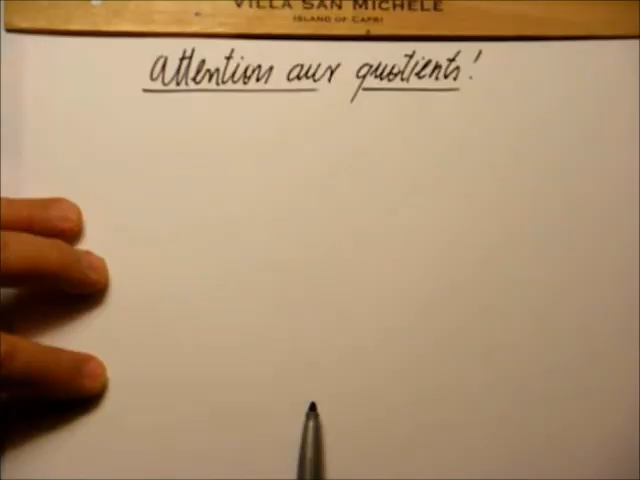 VILLA SAN MICHELE
ISLAND OF CAPRI
Attention aux quotients !